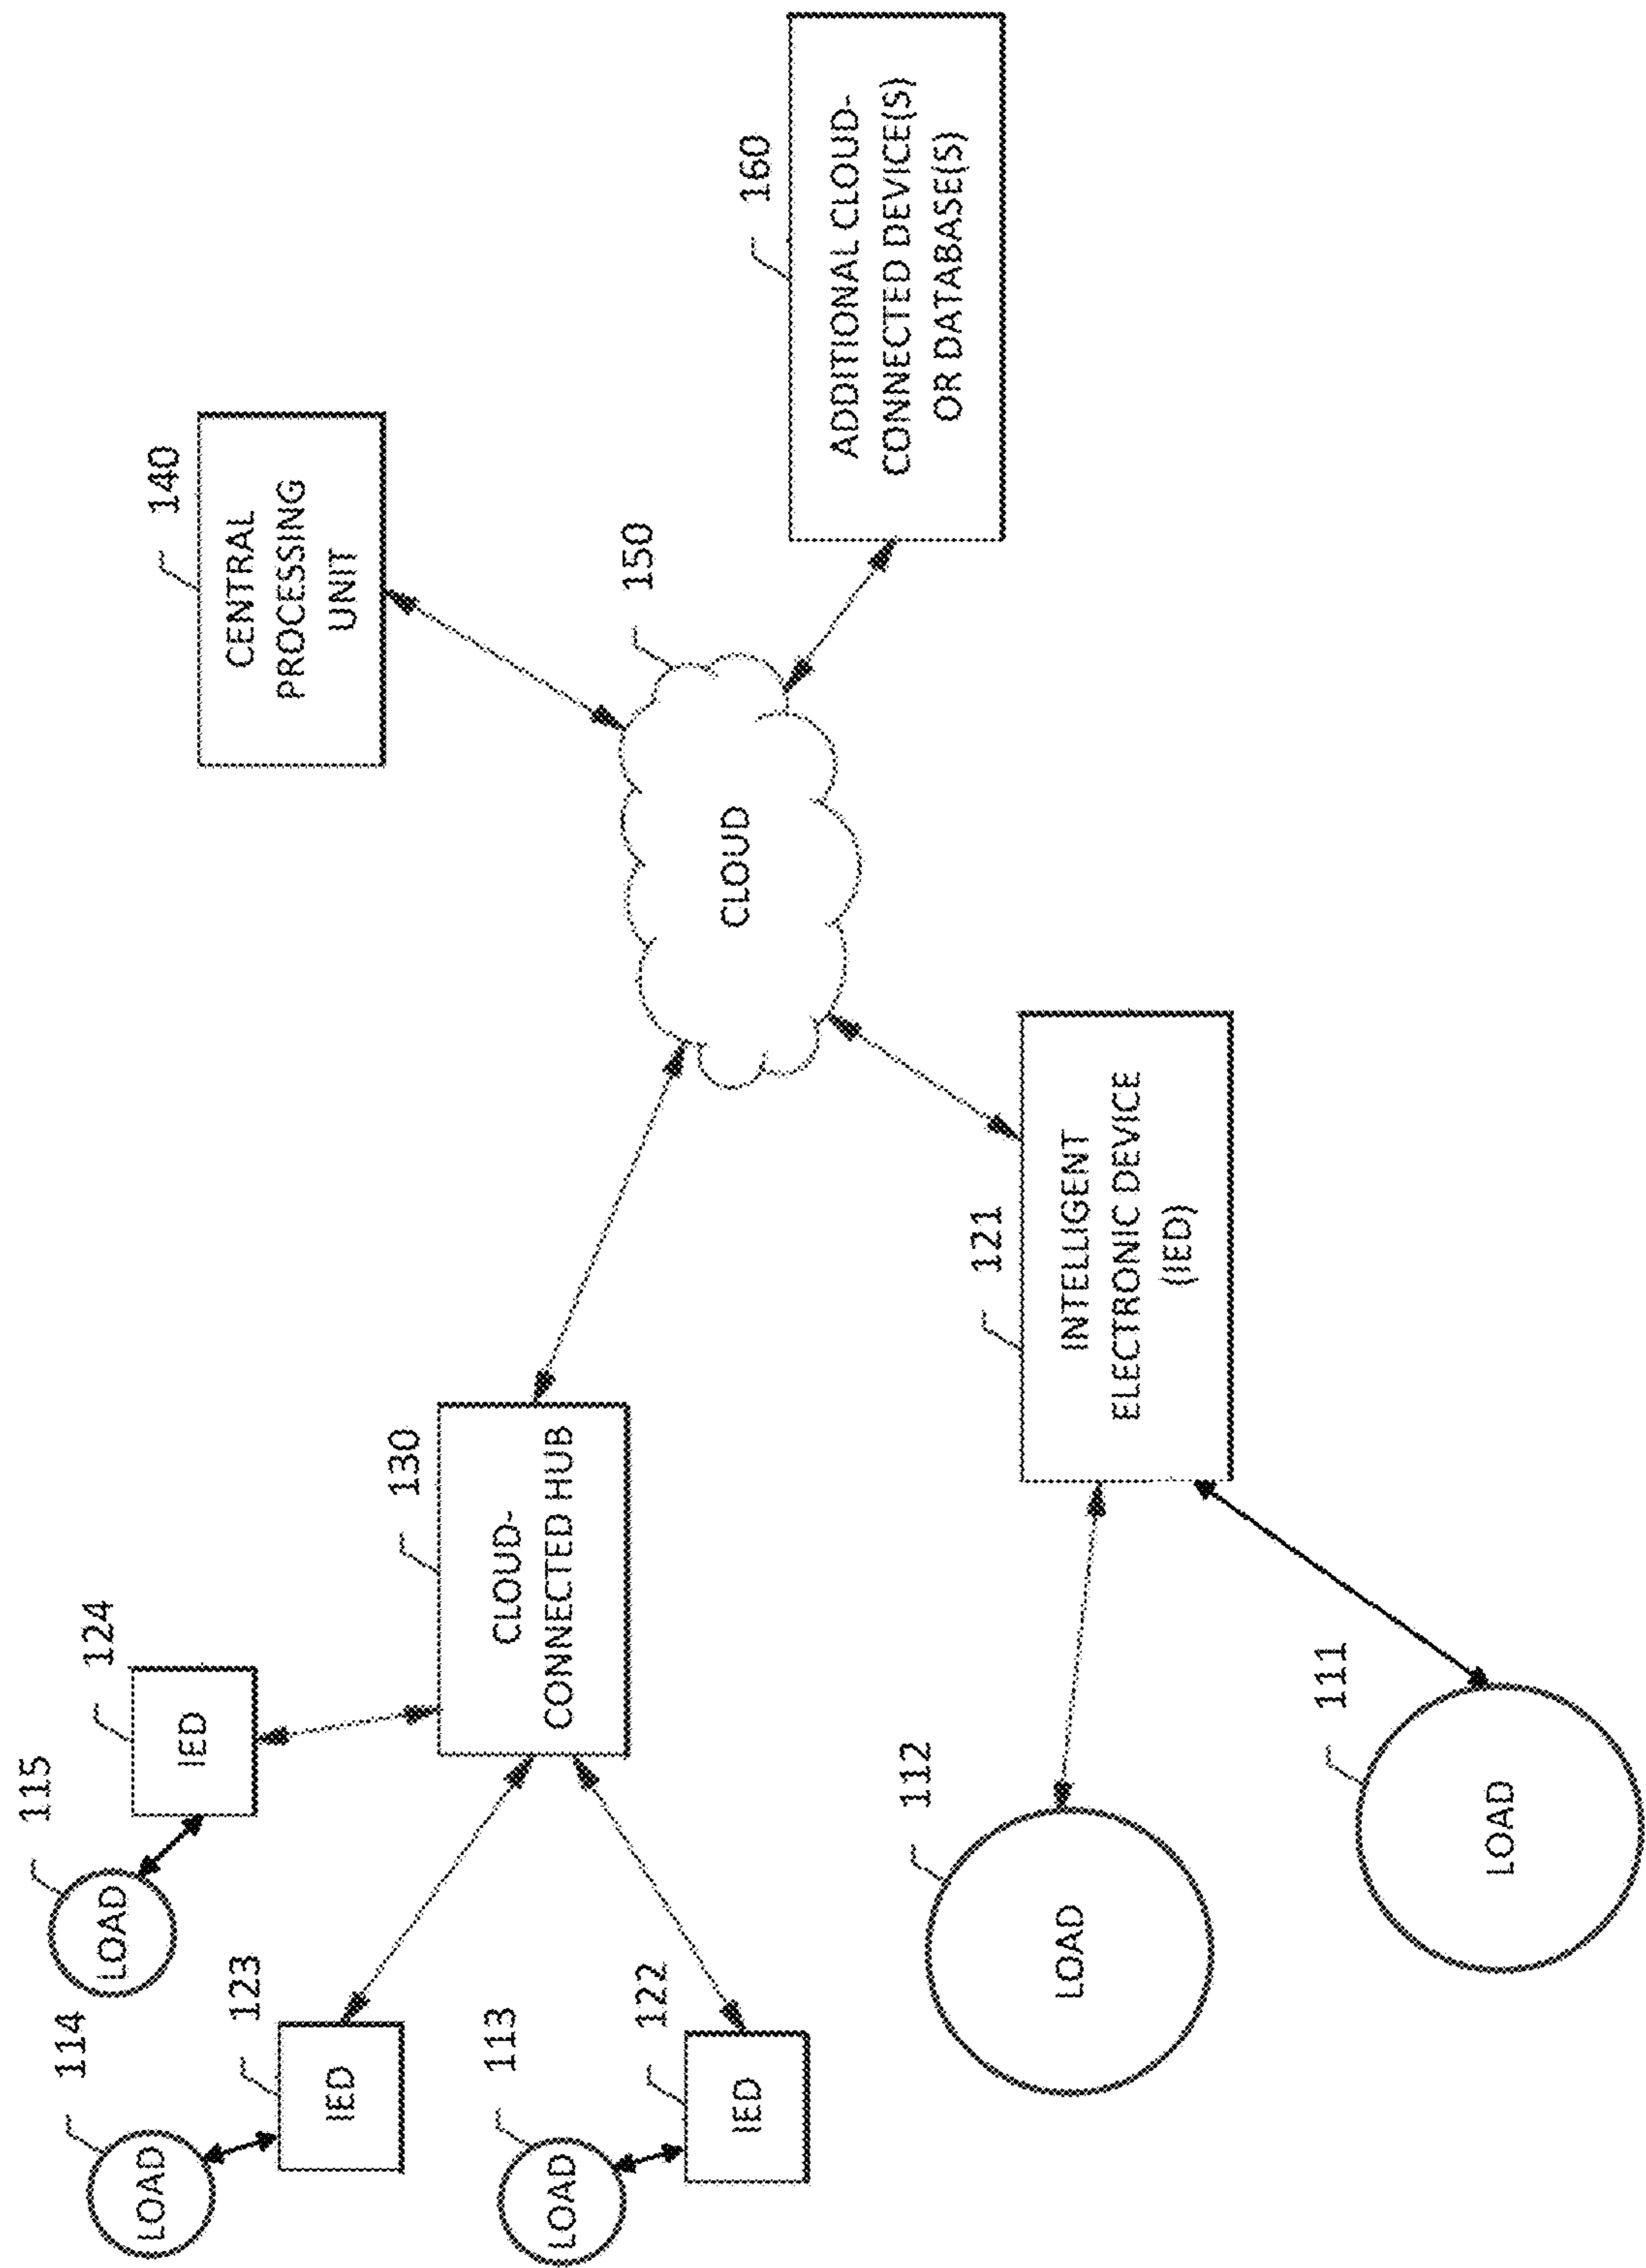 115
LOAD
124
IED
114
LOAD
123
IED
113
LOAD
122
IED
130
CLOUD-
CONNECTED HUB
140
CENTRAL
PROCESSING
UNIT
150
CLOUD
160
ADDITIONAL CLOUD-
CONNECTED DEVICE(S)
OR DATABASE(S)
121
INTELLIGENT
ELECTRONIC DEVICE
(IED)
112
LOAD
111
LOAD